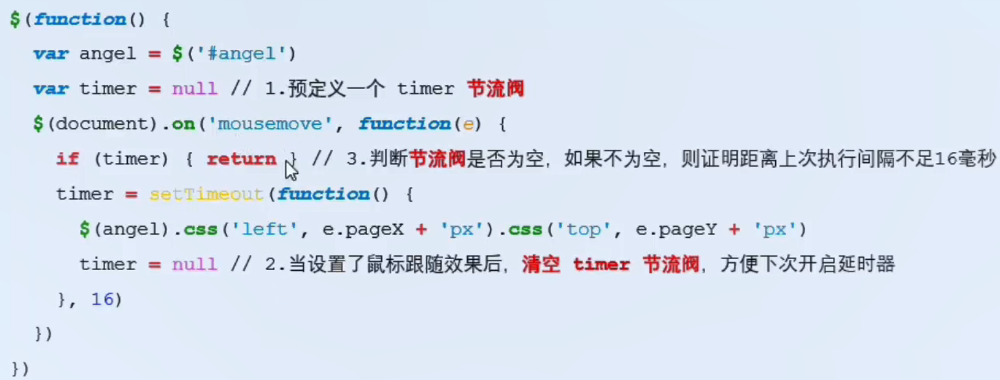 $(function() {
var angel = $('#angel')
var timer = null // 1.预定义一个 timer 节流阀
$(document).on('mousemove', function(e) {
if (timer) { return } // 3.判断节流阀是否为空，如果不为空，则证明距离上次执行间隔不足16毫秒
timer = setTimeout(function() {
$(angel).css('left', e.pageX + 'px').css('top', e.pageY + 'px')
timer = null // 2.当设置了鼠标跟随效果后，清空 timer 节流阀，方便下次开启延时器
}, 16)
})
})